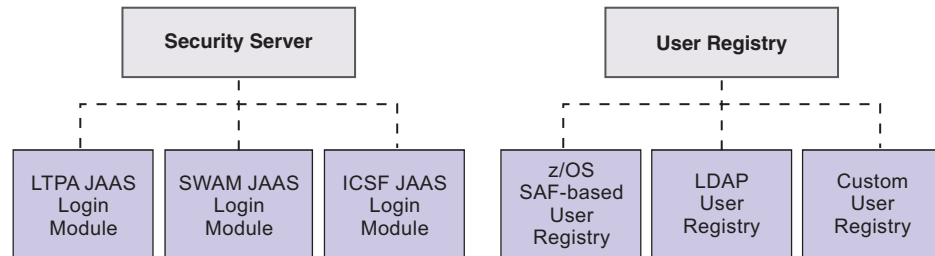 Security Server
User Registry
LTPA JAAS
Login
Module
SWAM JAAS
Login
Module
ICSF JAAS
Login
Module
z/OS
SAF-based
User
Registry
LDAP
User
Registry
Custom
User
Registry